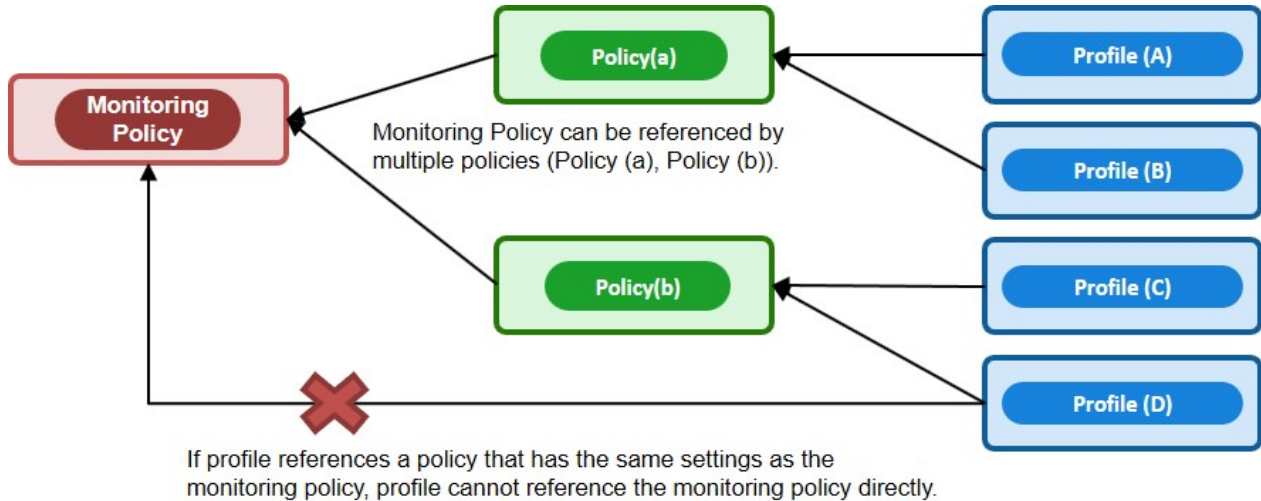 Monitoring
Policy
Policy(a)
Profile (A)
Monitoring Policy can be referenced by
multiple policies (Policy (a), Policy (b)).
Profile (B)
Policy(b)
Profile (C)
Profile (D)
If profile references a policy that has the same settings as the
monitoring policy, profile cannot reference the monitoring policy directly.